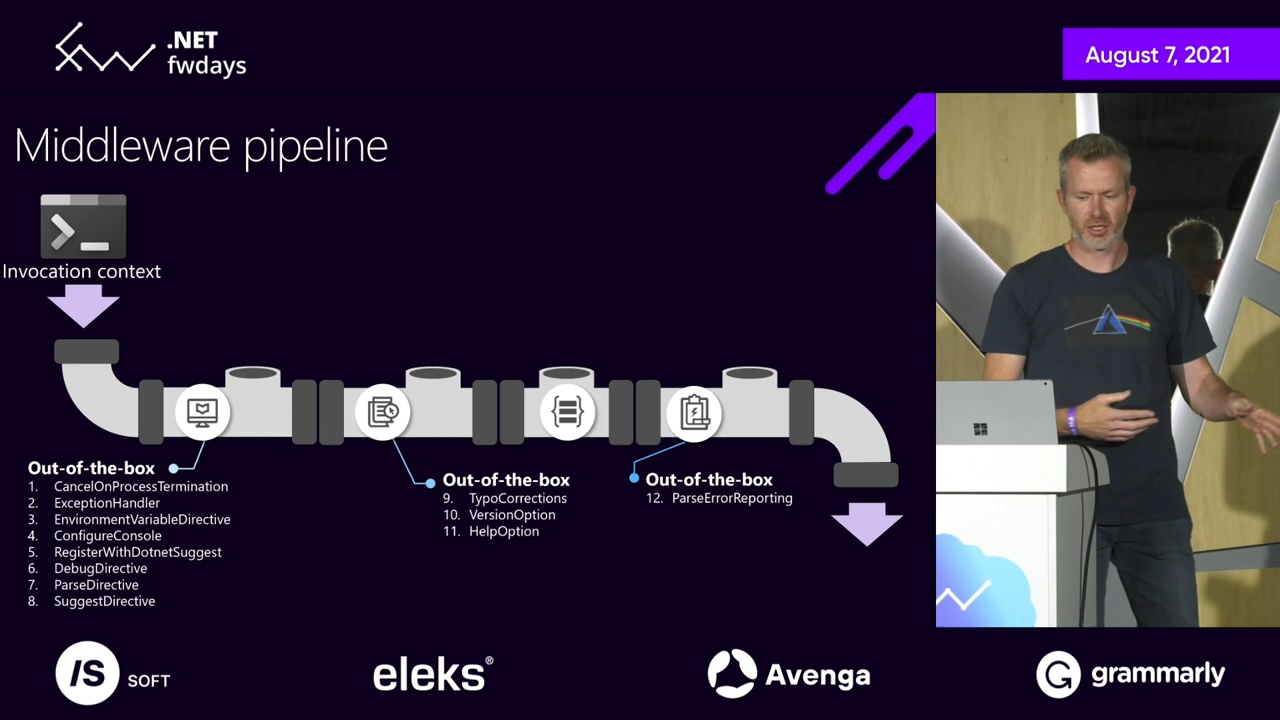 .NET
fwdays
August 7, 2021
Middleware pipeline
Invocation context
Out-of-the-box
1. CancelOnProcessTermination
2. ExceptionHandler
3. EnvironmentVariableDirective
4. ConfigureConsole
5. RegisterWithDotnetSuggest
6. DebugDirective
7. ParseDirective
8. SuggestDirective
Out-of-the-box
9. TypoCorrections
10. VersionOption
11. HelpOption
Out-of-the-box
12. ParseErrorReporting
IS SOFT
eleks®
Avenga
grammarly